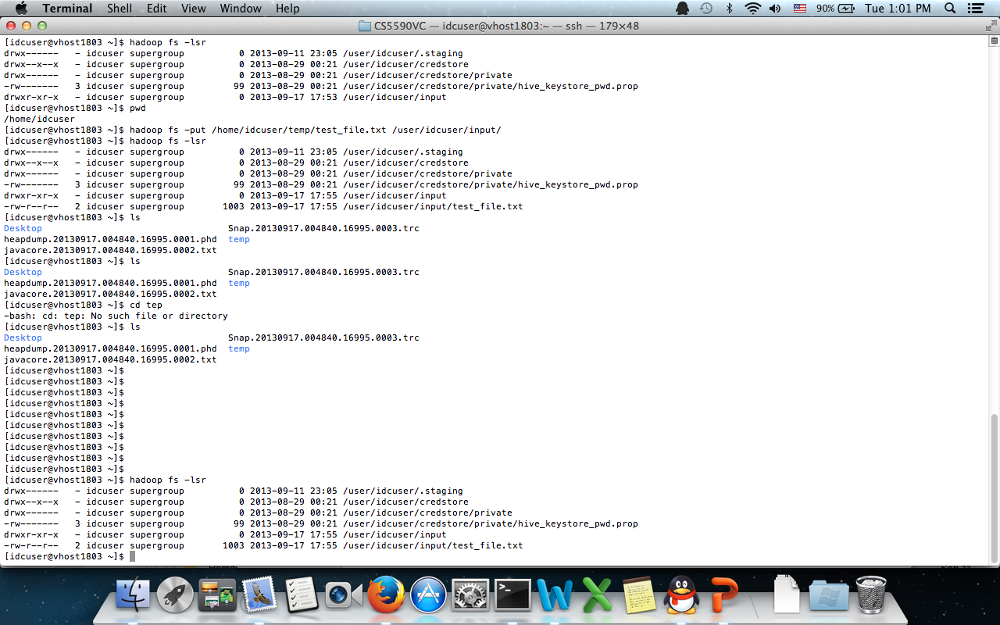 Terminal Shell Edit View Window Help 90% Tue 1:01 PM
CS5590VC — idcuser@vhost1803:~ — ssh — 179×48
[idcuser@vhost1803 ~]$ hadoop fs -lsr
drwx------ - idcuser supergroup 0 2013-09-11 23:05 /user/idcuser/.staging
drwx--x--x - idcuser supergroup 0 2013-08-29 00:21 /user/idcuser/credstore
drwx------ - idcuser supergroup 0 2013-08-29 00:21 /user/idcuser/credstore/private
-rw------- 3 idcuser supergroup 99 2013-08-29 00:21 /user/idcuser/credstore/private/hive_keystore_pwd.prop
drwxr-xr-x - idcuser supergroup 0 2013-09-17 17:53 /user/idcuser/input
[idcuser@vhost1803 ~]$ pwd
/home/idcuser
[idcuser@vhost1803 ~]$ hadoop fs -put /home/idcuser/temp/test_file.txt /user/idcuser/input/
[idcuser@vhost1803 ~]$ hadoop fs -lsr
drwx------ - idcuser supergroup 0 2013-09-11 23:05 /user/idcuser/.staging
drwx--x--x - idcuser supergroup 0 2013-08-29 00:21 /user/idcuser/credstore
drwx------ - idcuser supergroup 0 2013-08-29 00:21 /user/idcuser/credstore/private
-rw------- 3 idcuser supergroup 99 2013-08-29 00:21 /user/idcuser/credstore/private/hive_keystore_pwd.prop
drwxr-xr-x - idcuser supergroup 0 2013-09-17 17:55 /user/idcuser/input
-rw-r--r-- 2 idcuser supergroup 1003 2013-09-17 17:55 /user/idcuser/input/test_file.txt
[idcuser@vhost1803 ~]$ ls
Desktop Snap.20130917.004840.16995.0003.trc
heapdump.20130917.004840.16995.0001.phd temp
javacore.20130917.004840.16995.0002.txt
[idcuser@vhost1803 ~]$ ls
Desktop Snap.20130917.004840.16995.0003.trc
heapdump.20130917.004840.16995.0001.phd temp
javacore.20130917.004840.16995.0002.txt
[idcuser@vhost1803 ~]$ cd tep
-bash: cd: tep: No such file or directory
[idcuser@vhost1803 ~]$ ls
Desktop Snap.20130917.004840.16995.0003.trc
heapdump.20130917.004840.16995.0001.phd temp
javacore.20130917.004840.16995.0002.txt
[idcuser@vhost1803 ~]$
[idcuser@vhost1803 ~]$
[idcuser@vhost1803 ~]$
[idcuser@vhost1803 ~]$
[idcuser@vhost1803 ~]$
[idcuser@vhost1803 ~]$
[idcuser@vhost1803 ~]$
[idcuser@vhost1803 ~]$
[idcuser@vhost1803 ~]$
[idcuser@vhost1803 ~]$
[idcuser@vhost1803 ~]$ hadoop fs -lsr
drwx------ - idcuser supergroup 0 2013-09-11 23:05 /user/idcuser/.staging
drwx--x--x - idcuser supergroup 0 2013-08-29 00:21 /user/idcuser/credstore
drwx------ - idcuser supergroup 0 2013-08-29 00:21 /user/idcuser/credstore/private
-rw------- 3 idcuser supergroup 99 2013-08-29 00:21 /user/idcuser/credstore/private/hive_keystore_pwd.prop
drwxr-xr-x - idcuser supergroup 0 2013-09-17 17:55 /user/idcuser/input
-rw-r--r-- 2 idcuser supergroup 1003 2013-09-17 17:55 /user/idcuser/input/test_file.txt
[idcuser@vhost1803 ~]$